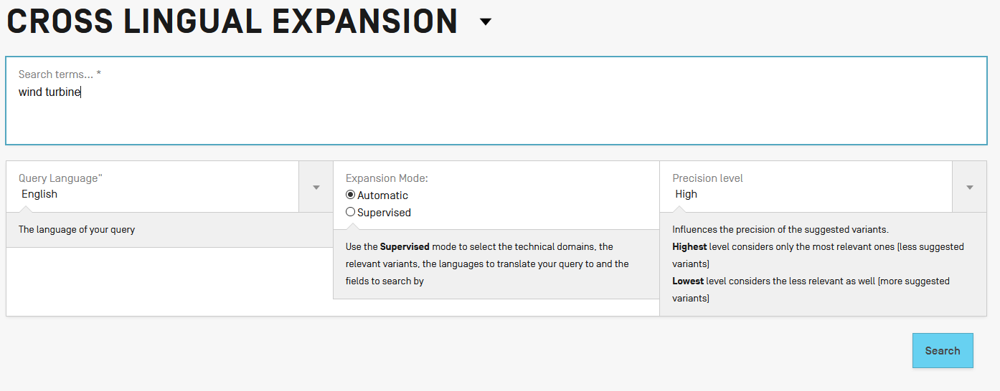 CROSS LINGUAL EXPANSION
Search terms... *
wind turbine
Query Language"
English
The language of your query
Expansion Mode:
Automatic
Supervised
Use the Supervised mode to select the technical domains, the
relevant variants, the languages to translate your query to and the
fields to search by
Precision level
High
Influences the precision of the suggested variants.
Highest level considers only the most relevant ones [less suggested
variants]
Lowest level considers the less relevant as well [more suggested
variants]
Search